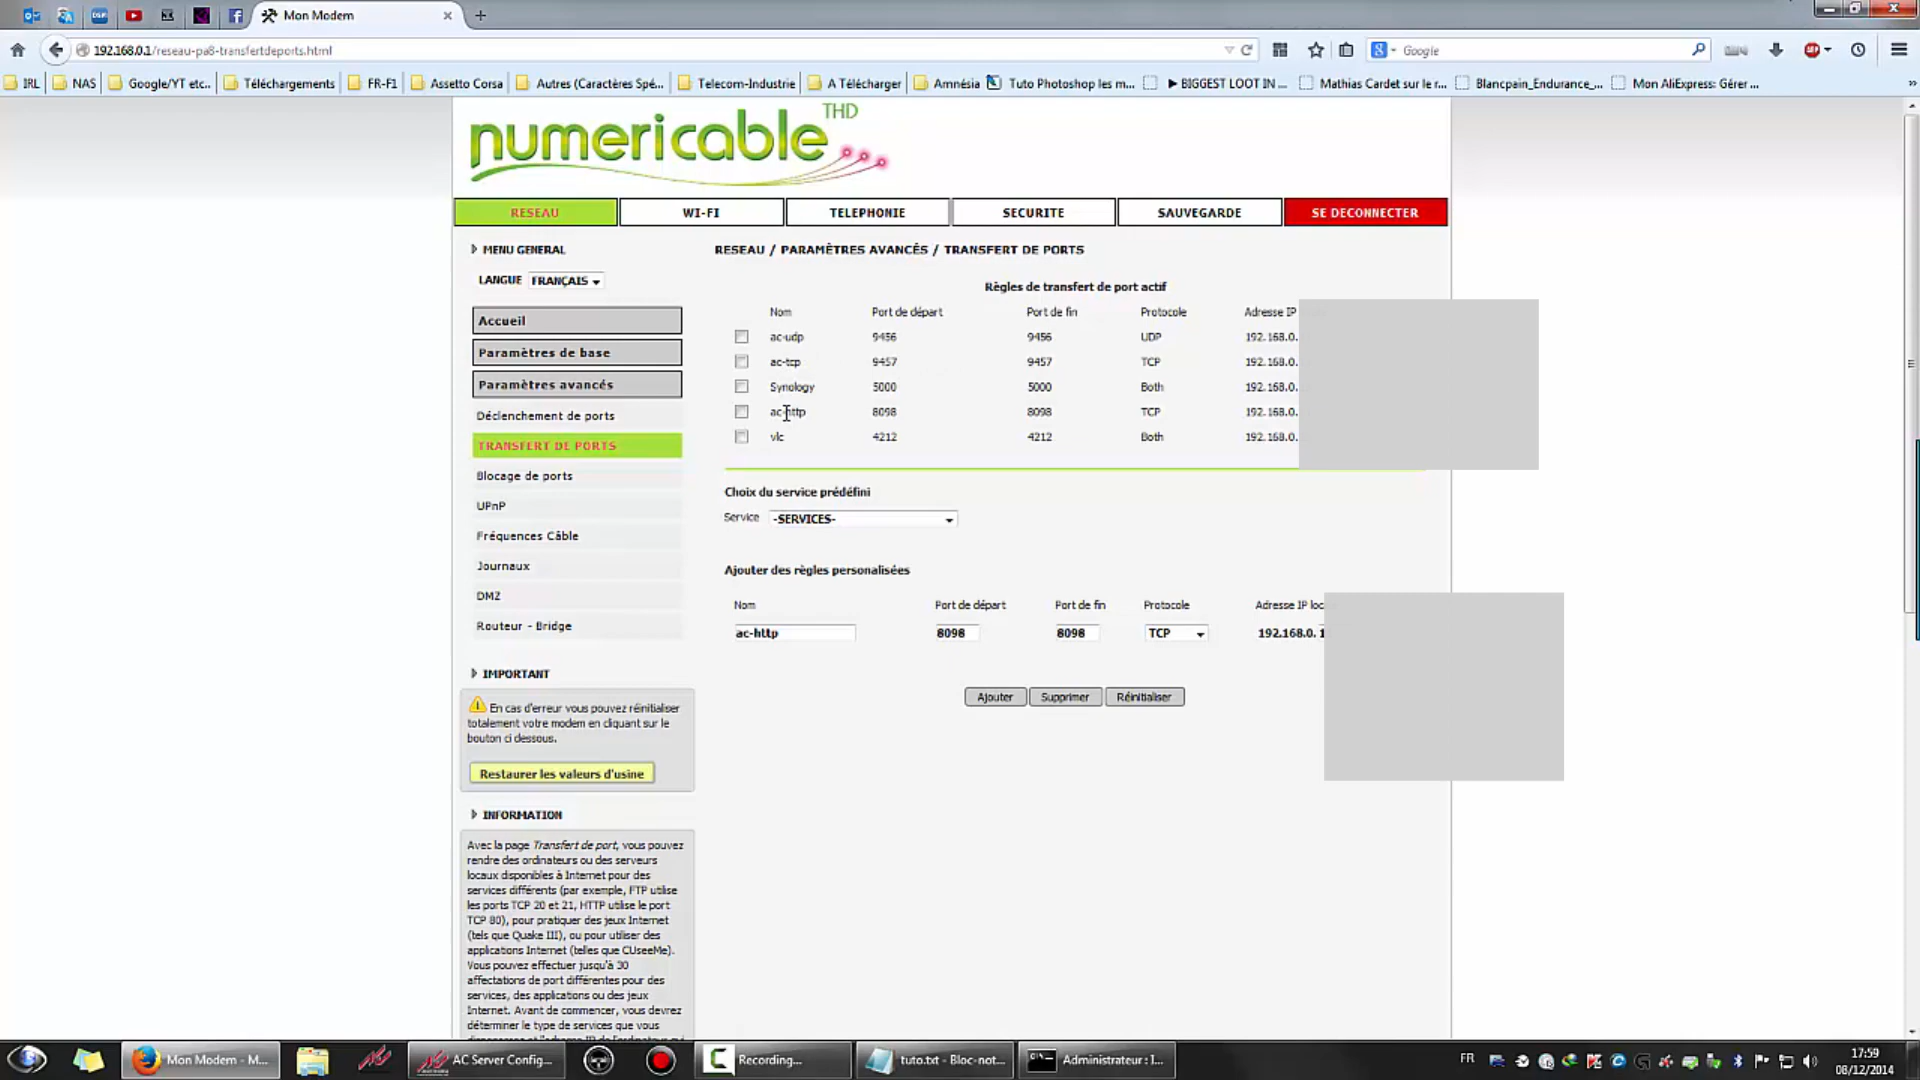 Mon Modem
192.168.0.1/reseau-pa8-transfertdeports.html
Google
IRL
NAS
Google/YT etc..
Téléchargements
FR-F1
Assetto Corsa
Autres (Caractères Spé...
Telecom-Industrie
A Télécharger
Amnésia
Tuto Photoshop les m...
► BIGGEST LOOT IN ...
Mathias Cardet sur le r...
Blancpain_Endurance_...
Mon AliExpress: Gérer ...
numericable THD
RESEAU
WI-FI
TELEPHONIE
SECURITE
SAUVEGARDE
SE DECONNECTER
MENU GENERAL
LANGUE FRANÇAIS
Accueil
Paramètres de base
Paramètres avancés
Déclenchement de ports
TRANSFERT DE PORTS
Blocage de ports
UPnP
Fréquences Câble
Journaux
DMZ
Routeur - Bridge
IMPORTANT
En cas d'erreur vous pouvez réinitialiser
totalement votre modem en cliquant sur le
bouton ci dessous.
Restaurer les valeurs d'usine
INFORMATION
Avec la page Transfert de port, vous pouvez
rendre des ordinateurs ou des serveurs
locaux disponibles à Internet pour des
services différents (par exemple, FTP utilise
les ports TCP 20 et 21, HTTP utilise le port
TCP 80), pour pratiquer des jeux Internet
(tels que Quake III), ou pour utiliser des
applications Internet (telles que CUseeMe).
Vous pouvez effectuer jusqu'à 30
affectations de port différentes pour des
services, des applications ou des jeux
Internet. Avant de commencer, vous devrez
déterminer le type de services que vous
RESEAU / PARAMÈTRES AVANCÉS / TRANSFERT DE PORTS
Règles de transfert de port actif
Nom Port de départ Port de fin Protocole Adresse IP
ac-udp 9456 9456 UDP 192.168.0.
ac-tcp 9457 9457 TCP 192.168.0.
Synology 5000 5000 Both 192.168.0.
ac-http 8098 8098 TCP 192.168.0.
vlc 4212 4212 Both 192.168.0.
Choix du service prédéfini
Service -SERVICES-
Ajouter des règles personalisées
Nom Port de départ Port de fin Protocole Adresse IP loc
ac-http 8098 8098 TCP 192.168.0. 1
Ajouter Supprimer Réinitialiser
Mon Modem - M...
AC Server Config...
Recording...
tuto.txt - Bloc-not...
Administrateur : I...
FR
17:59
08/12/2014